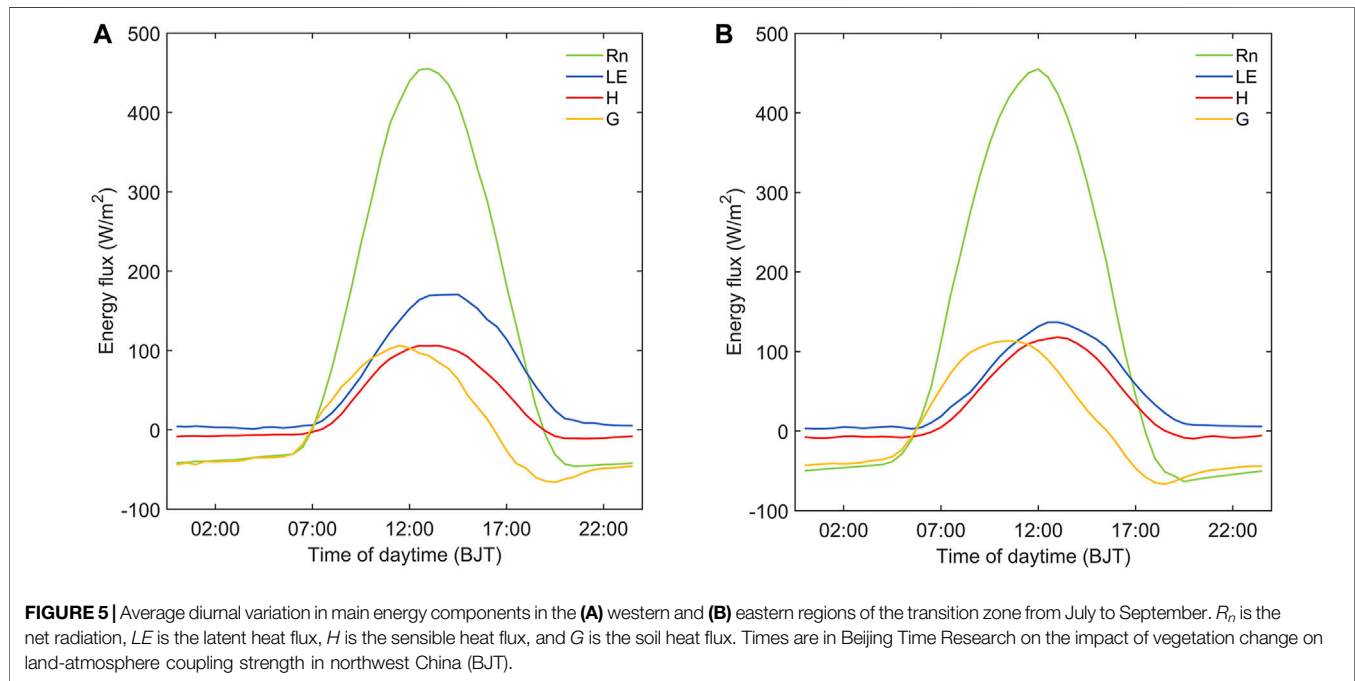 A
B
500
400
300
200
100
0
-100
Energy flux (W/m²)
Rn
LE
H
G
02:00 07:00 12:00 17:00 22:00
Time of daytime (BJT)
500
400
300
200
100
0
-100
Energy flux (W/m²)
Rn
LE
H
G
02:00 07:00 12:00 17:00 22:00
Time of daytime (BJT)
FIGURE 5 | Average diurnal variation in main energy components in the (A) western and (B) eastern regions of the transition zone from July to September. Rn is the
net radiation, LE is the latent heat flux, H is the sensible heat flux, and G is the soil heat flux. Times are in Beijing Time Research on the impact of vegetation change on
land-atmosphere coupling strength in northwest China (BJT).